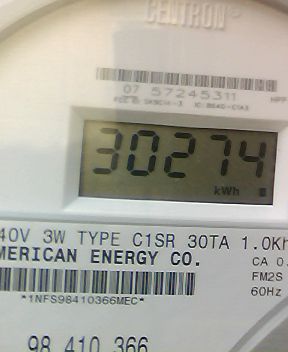 CENTRON®
07 57245311
30274
kWh
40V 3W TYPE C1SR 30TA 1.0Kh
MERICAN ENERGY CO.
CA 0.
FM2S
60Hz
*1NFS98410366MEC*
98 410 366